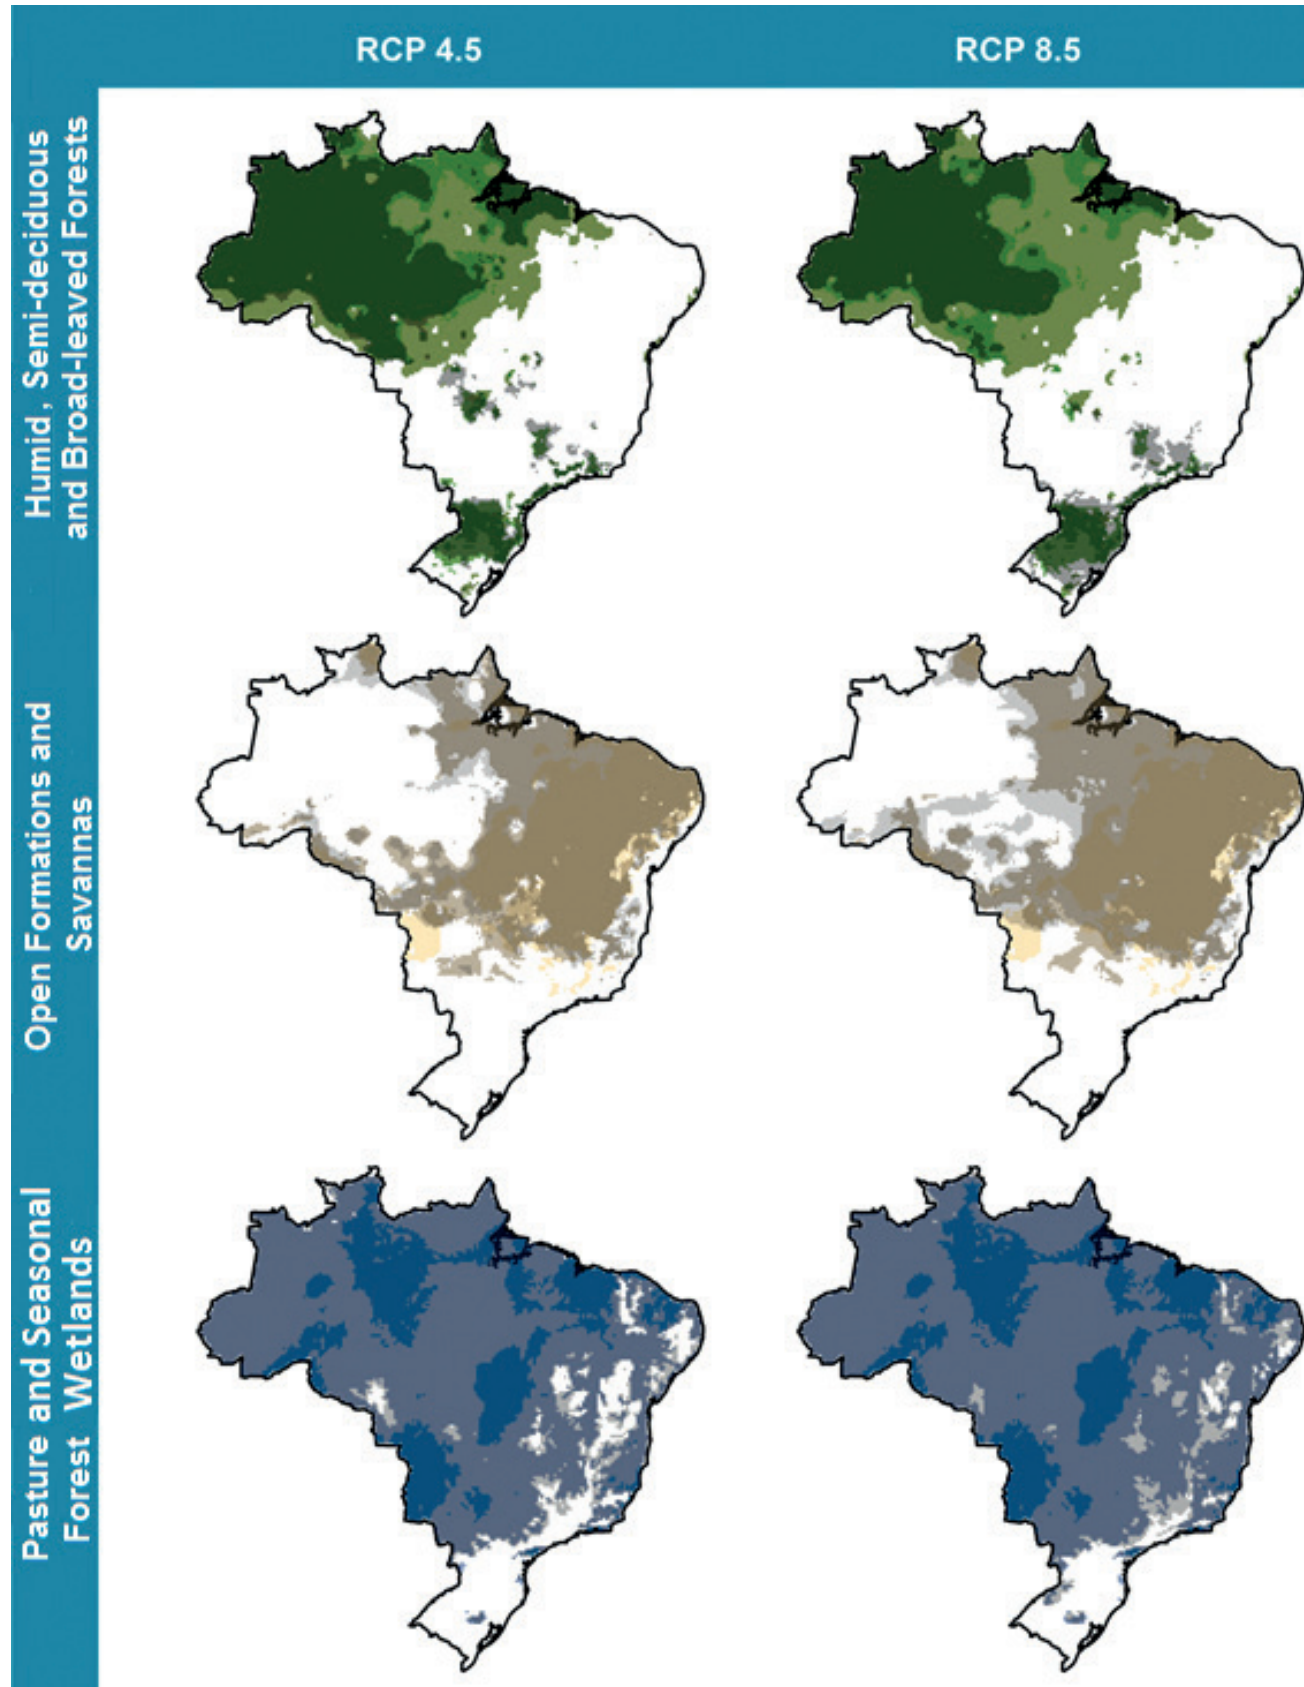 RCP 4.5
RCP 8.5
Humid, Semi-deciduous
and Broad-leaved Forests
Open Formations and
Savannas
Pasture and Seasonal
Forest Wetlands